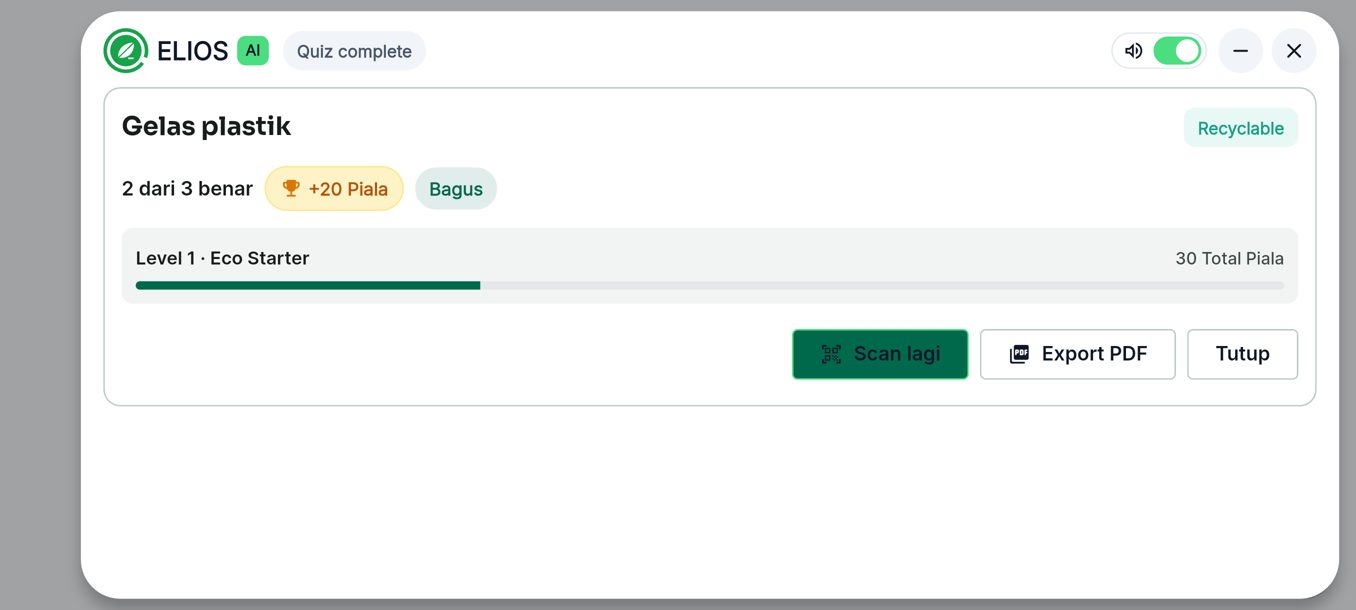 ELIOS AI Quiz complete
Gelas plastik Recyclable
2 dari 3 benar +20 Piala Bagus
Level 1 · Eco Starter 30 Total Piala
Scan lagi PDF Export PDF Tutup